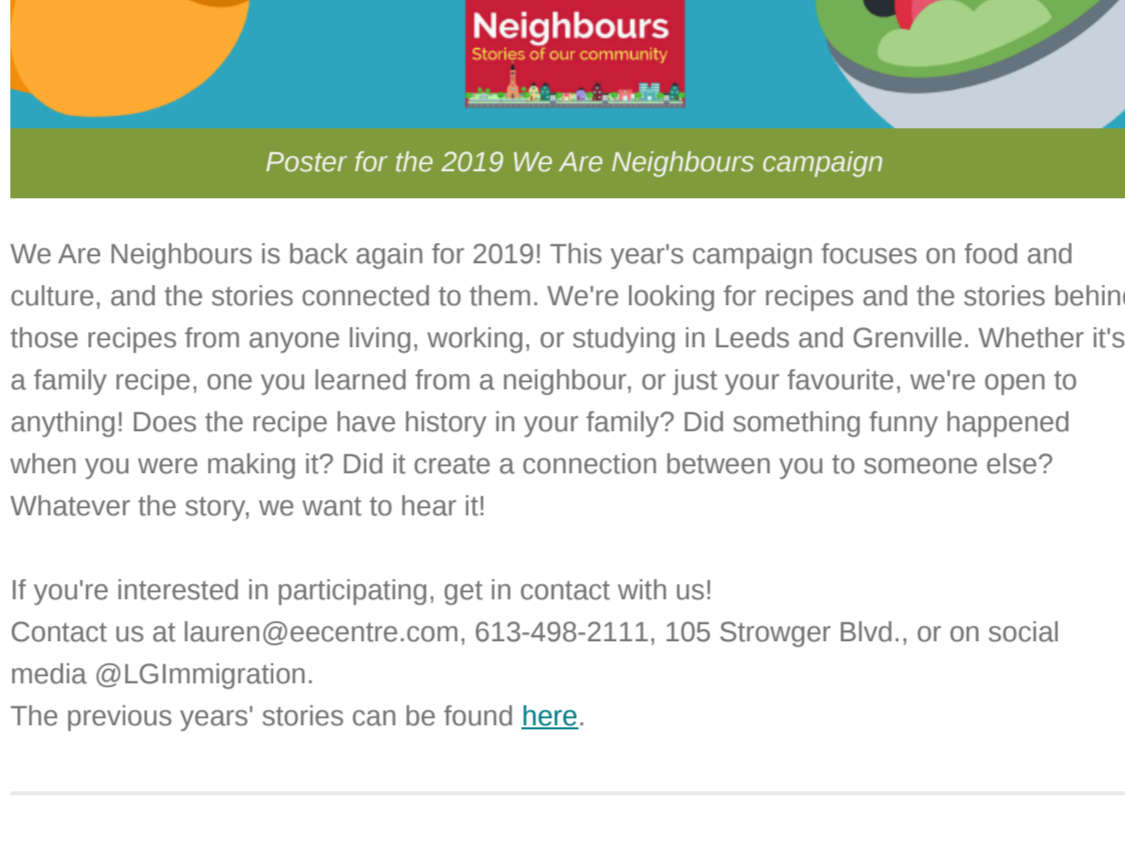 Neighbours
Stories of our community
Poster for the 2019 We Are Neighbours campaign
We Are Neighbours is back again for 2019! This year's campaign focuses on food and
culture, and the stories connected to them. We're looking for recipes and the stories behind
those recipes from anyone living, working, or studying in Leeds and Grenville. Whether it's
a family recipe, one you learned from a neighbour, or just your favourite, we're open to
anything! Does the recipe have history in your family? Did something funny happened
when you were making it? Did it create a connection between you to someone else?
Whatever the story, we want to hear it!
If you're interested in participating, get in contact with us!
Contact us at lauren@eecentre.com, 613-498-2111, 105 Strowger Blvd., or on social
media @LGImmigration.
The previous years' stories can be found here.